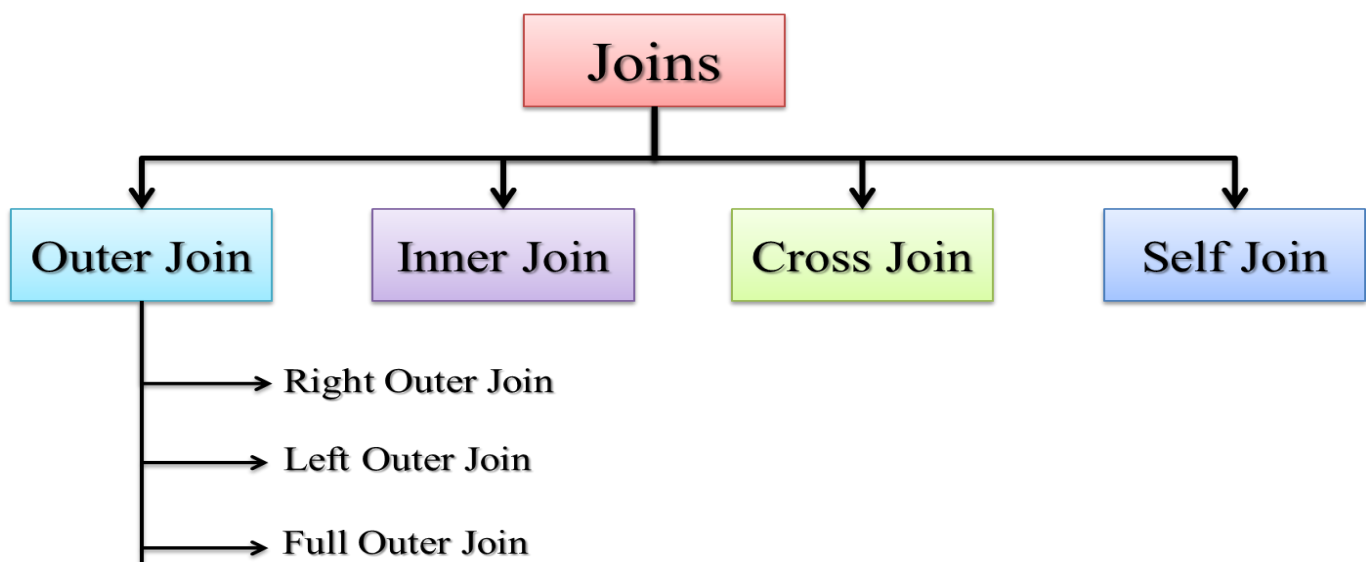 Joins
Outer Join
Inner Join
Cross Join
Self Join
Right Outer Join
Left Outer Join
Full Outer Join